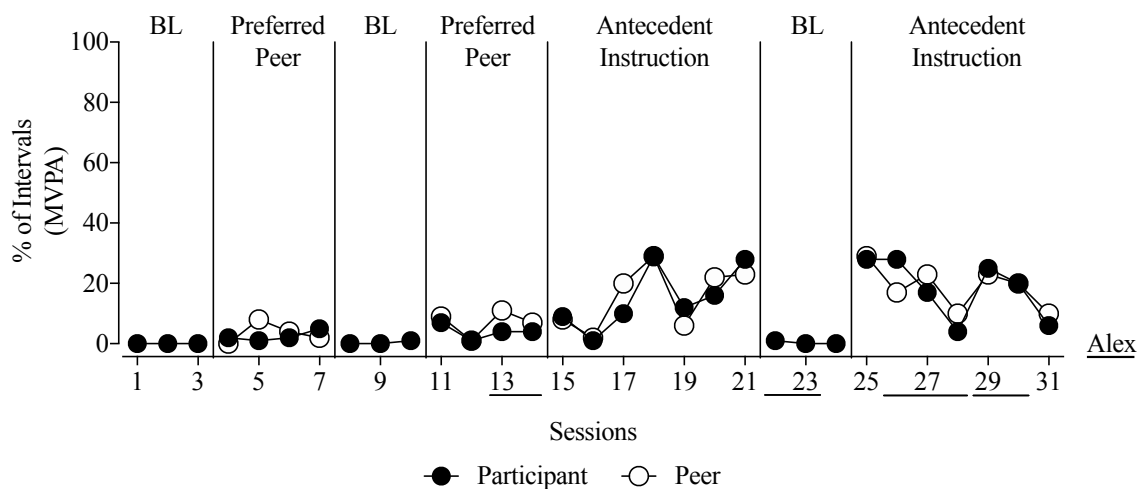 BL Preferred Peer BL Preferred Peer Antecedent Instruction BL Antecedent Instruction
100
80
60
40
20
0
% of Intervals
(MVPA)
1 3 5 7 9 11 13 15 17 19 21 23 25 27 29 31
Alex
Sessions
Participant Peer